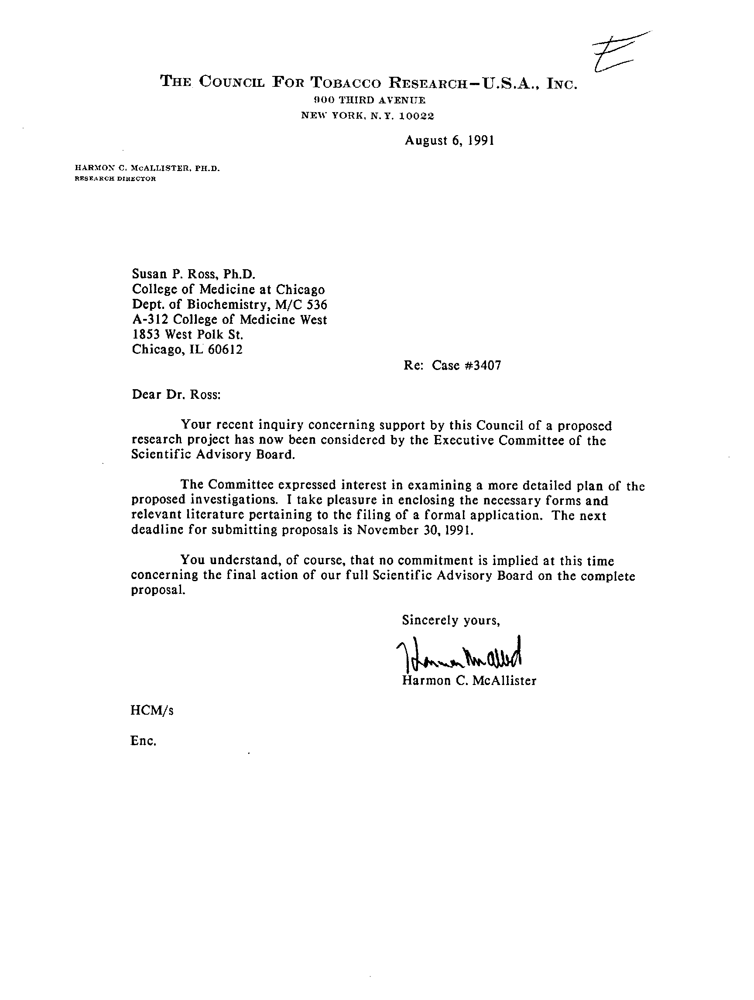 THE COUNCIL FOR TOBACCO RESEARCH–U.S.A., INC.
900 THIRD AVENUE
NEW YORK, N. Y. 10022
August 6, 1991
HARMON C. MCALLISTER, PH.D.
RESEARCH DIRECTOR
Susan P. Ross, Ph.D.
College of Medicine at Chicago
Dept. of Biochemistry, M/C 536
A-312 College of Medicine West
1853 West Polk St.
Chicago, IL 60612
Re: Case #3407
Dear Dr. Ross:
Your recent inquiry concerning support by this Council of a proposed
research project has now been considered by the Executive Committee of the
Scientific Advisory Board.
The Committee expressed interest in examining a more detailed plan of the
proposed investigations. I take pleasure in enclosing the necessary forms and
relevant literature pertaining to the filing of a formal application. The next
deadline for submitting proposals is November 30, 1991.
You understand, of course, that no commitment is implied at this time
concerning the final action of our full Scientific Advisory Board on the complete
proposal.
Sincerely yours,
Harmon C. McAllister
HCM/s
Enc.